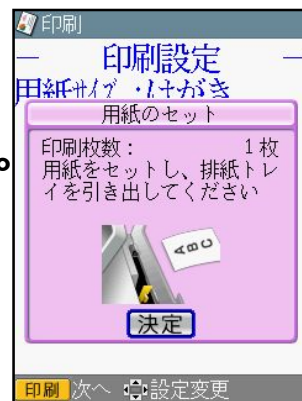 印刷
印刷設定
用紙サイズ :はがき
用紙のセット
印刷枚数: 1枚
用紙をセットし、排紙トレ
イを引き出してください
ABC
決定
印刷 次へ 設定変更